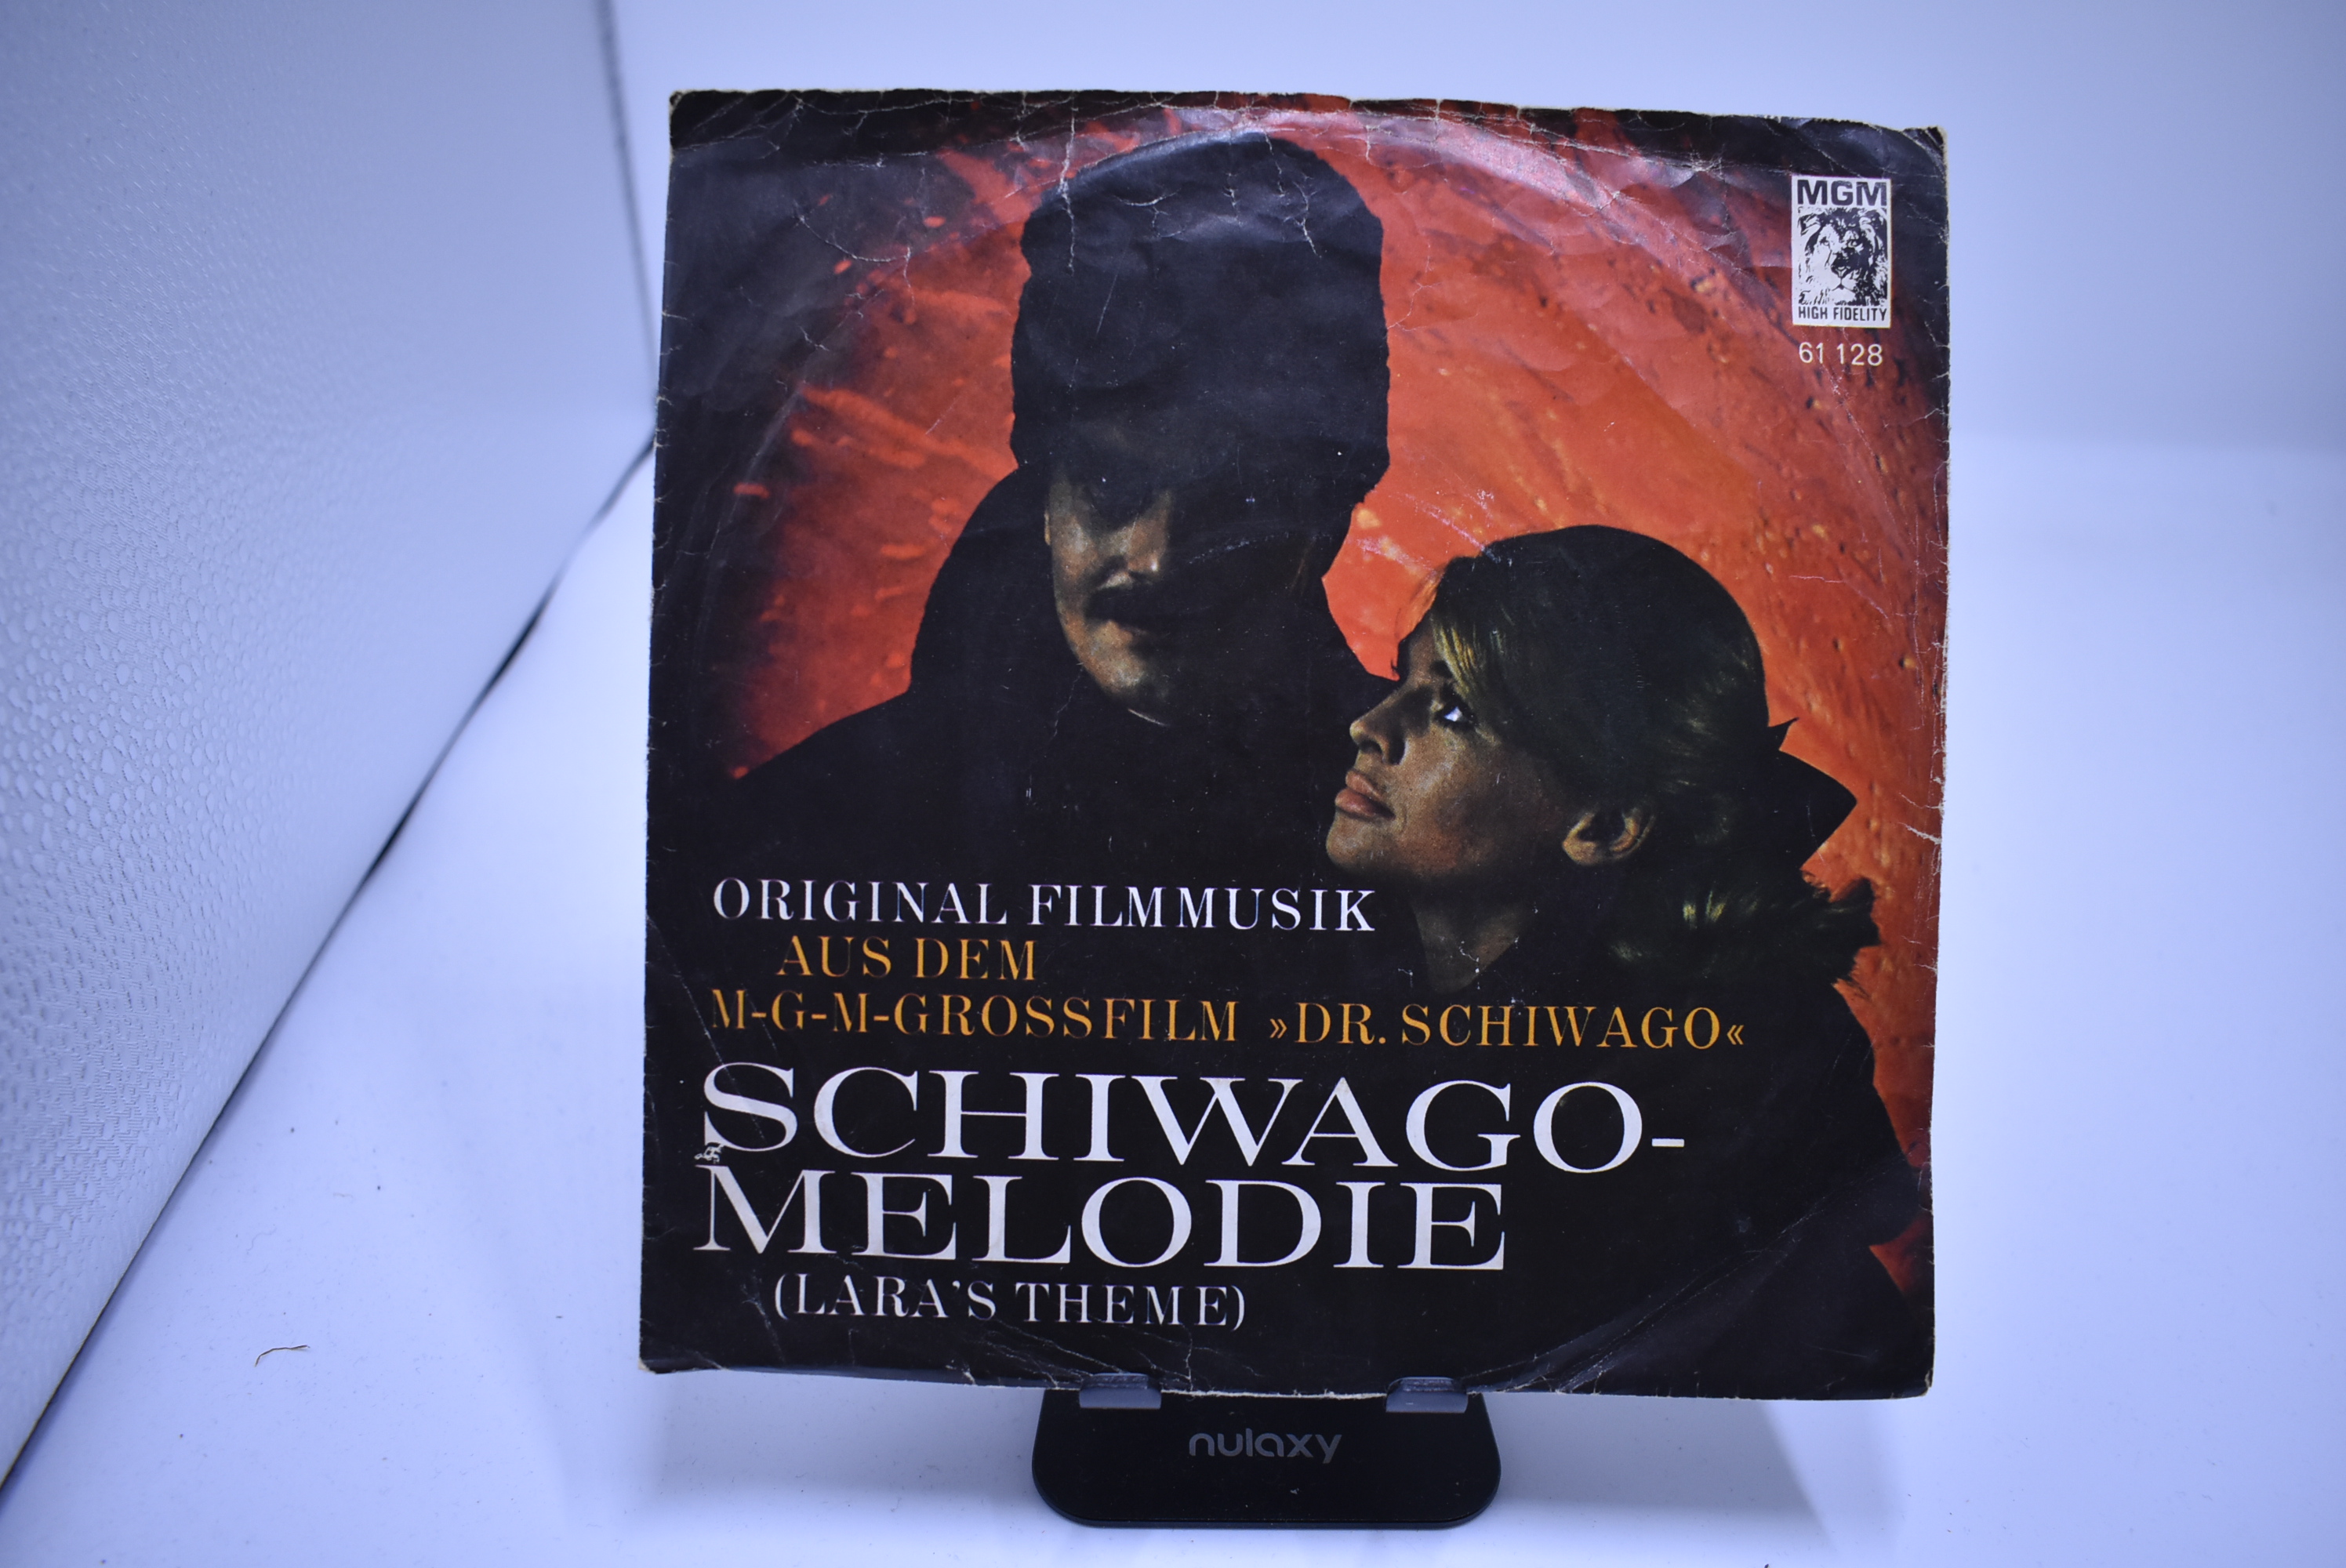 MGM
HIGH FIDELITY
61 128
ORIGINAL FILMMUSIK
AUS DEM
M-G-M-GROSSFILM »DR. SCHIWAGO«
SCHIWAGO-
MELODIE
(LARA'S THEME)
nulaxy